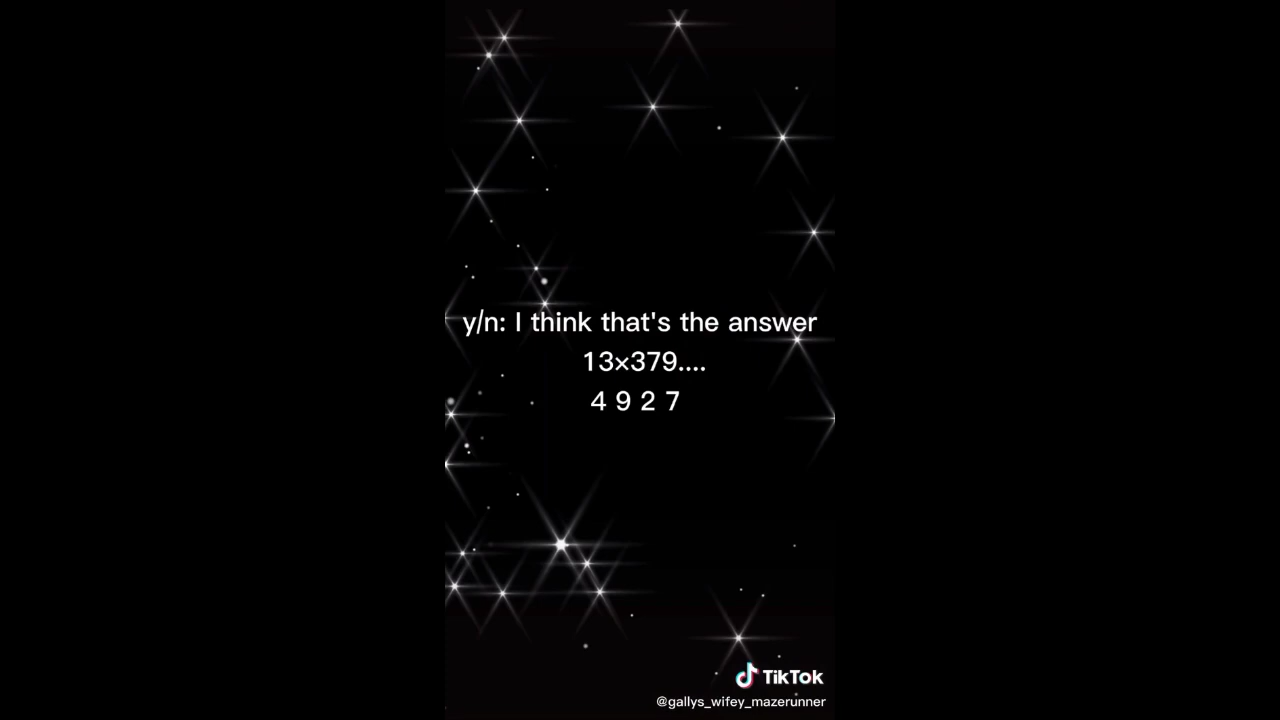 y/n: I think that's the answer
13×379....
4 9 2 7
TikTok
@gallys_wifey_mazerunner